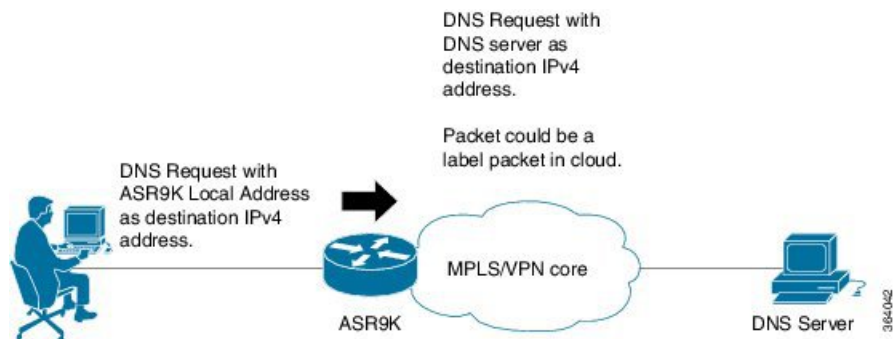 DNS Request with
DNS server as
destination IPv4
address.
Packet could be a
label packet in cloud.
DNS Request with
ASR9K Local Address
as destination IPv4
address.
MPLS/VPN core
ASR9K
DNS Server
364042